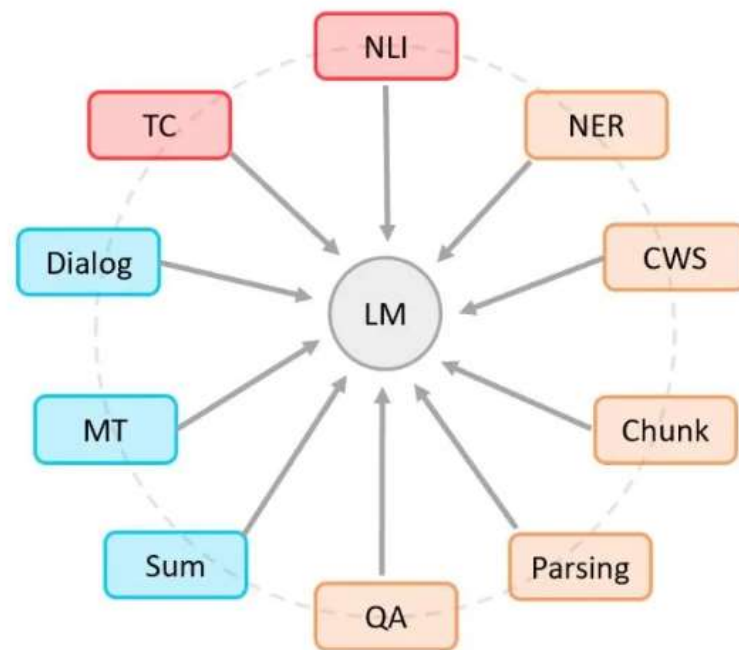 NLI
TC
NER
Dialog
CWS
LM
MT
Chunk
Sum
Parsing
QA